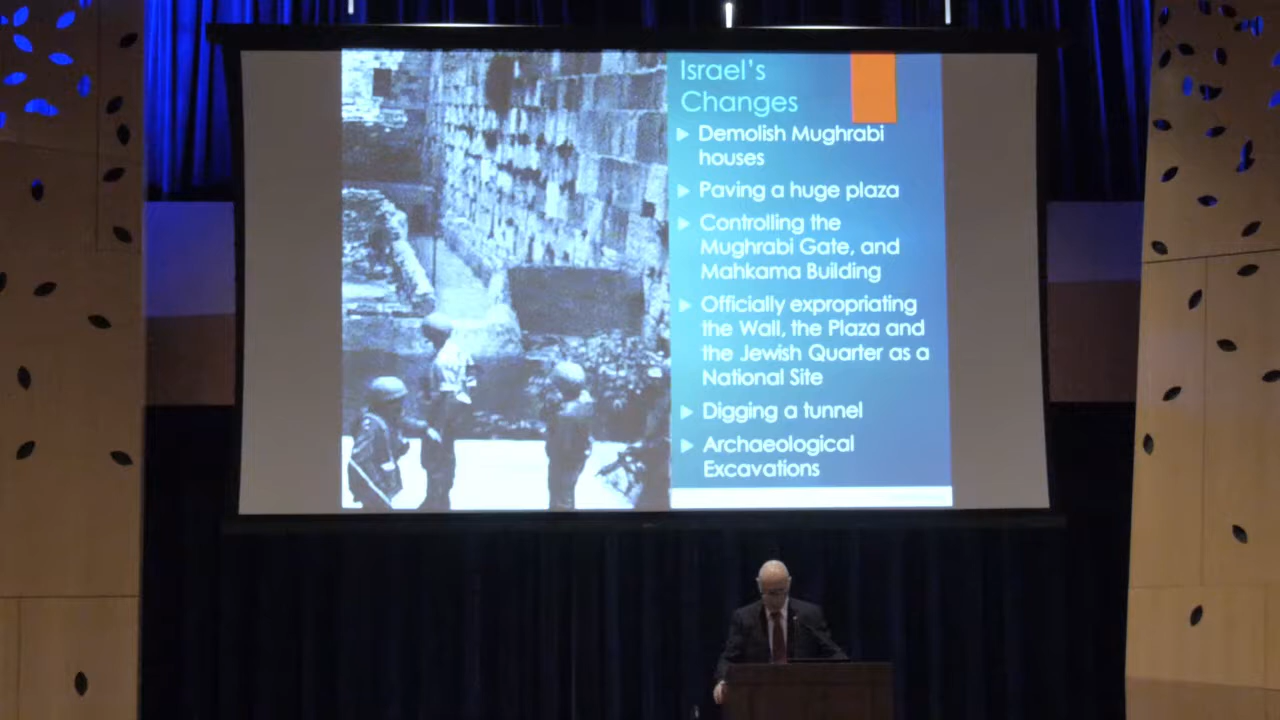 Israel's
Changes
Demolish Mughrabi
houses
Paving a huge plaza
Controlling the
Mughrabi Gate, and
Mahkama Building
Officially expropriating
the Wall, the Plaza and
the Jewish Quarter as a
National Site
Digging a tunnel
Archaeological
Excavations